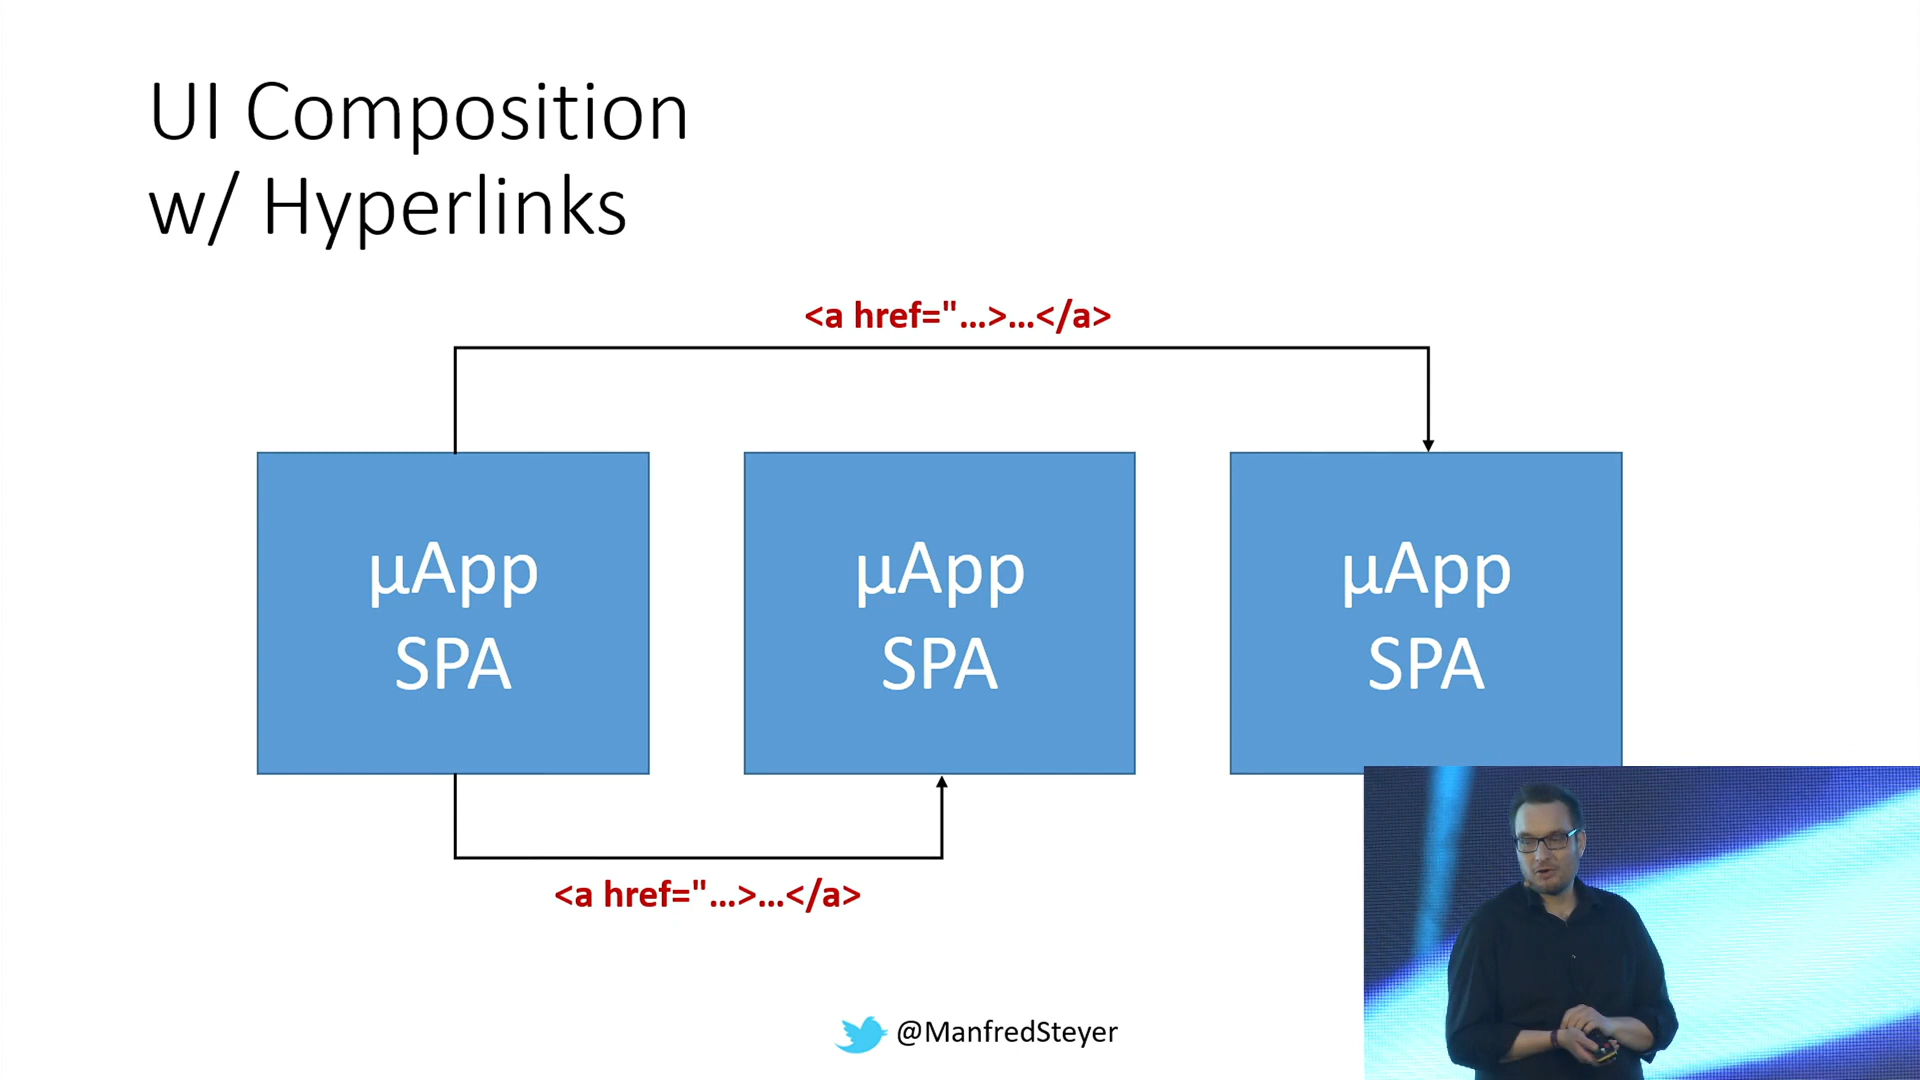 UI Composition
w/ Hyperlinks
<a href="...>...</a>
µApp
SPA
µApp
SPA
µApp
SPA
<a href="...>...</a>
@ManfredSteyer